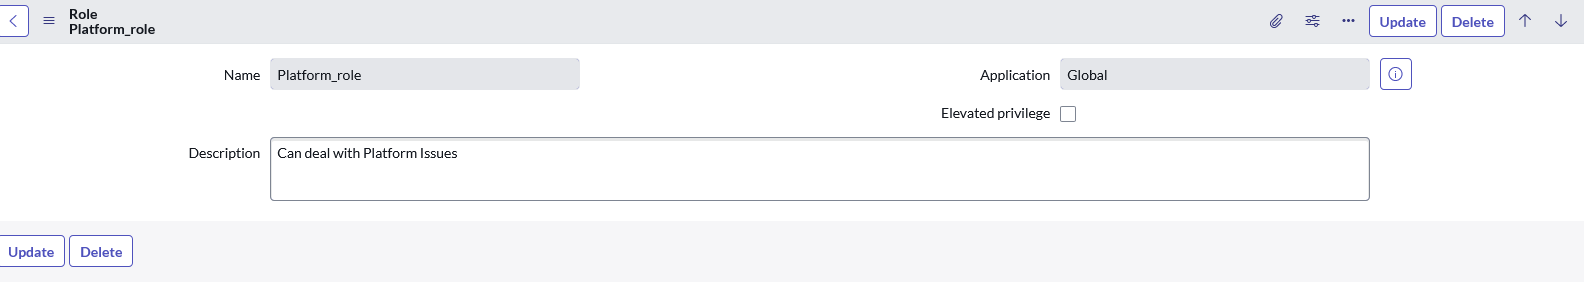 Role
Platform_role
Update Delete
Name Platform_role
Application Global
Elevated privilege
Description Can deal with Platform Issues
Update Delete